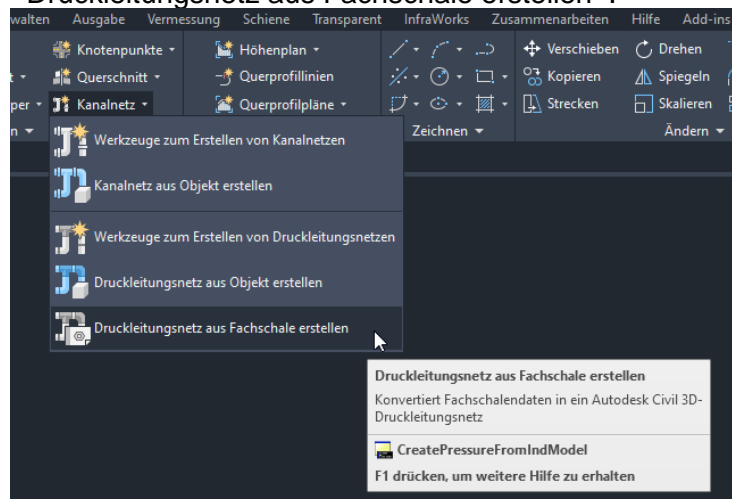 Druckleitungsnetz aus Fachschale erstellen".
walten Ausgabe Vermessung Schiene Transparent InfraWorks Zusammenarbeiten Hilfe Add-ins
Knotenpunkte Höhenplan Verschieben Drehen
Querschnitt Querprofillinien Kopieren Spiegeln
per Kanalnetz Querprofilpläne Strecken Skalieren
n Zeichnen Ändern
Werkzeuge zum Erstellen von Kanalnetzen
Kanalnetz aus Objekt erstellen
Werkzeuge zum Erstellen von Druckleitungsnetzen
Druckleitungsnetz aus Objekt erstellen
Druckleitungsnetz aus Fachschale erstellen
Druckleitungsnetz aus Fachschale erstellen
Konvertiert Fachschalendaten in ein Autodesk Civil 3D-
Druckleitungsnetz
CreatePressureFromIndModel
F1 drücken, um weitere Hilfe zu erhalten